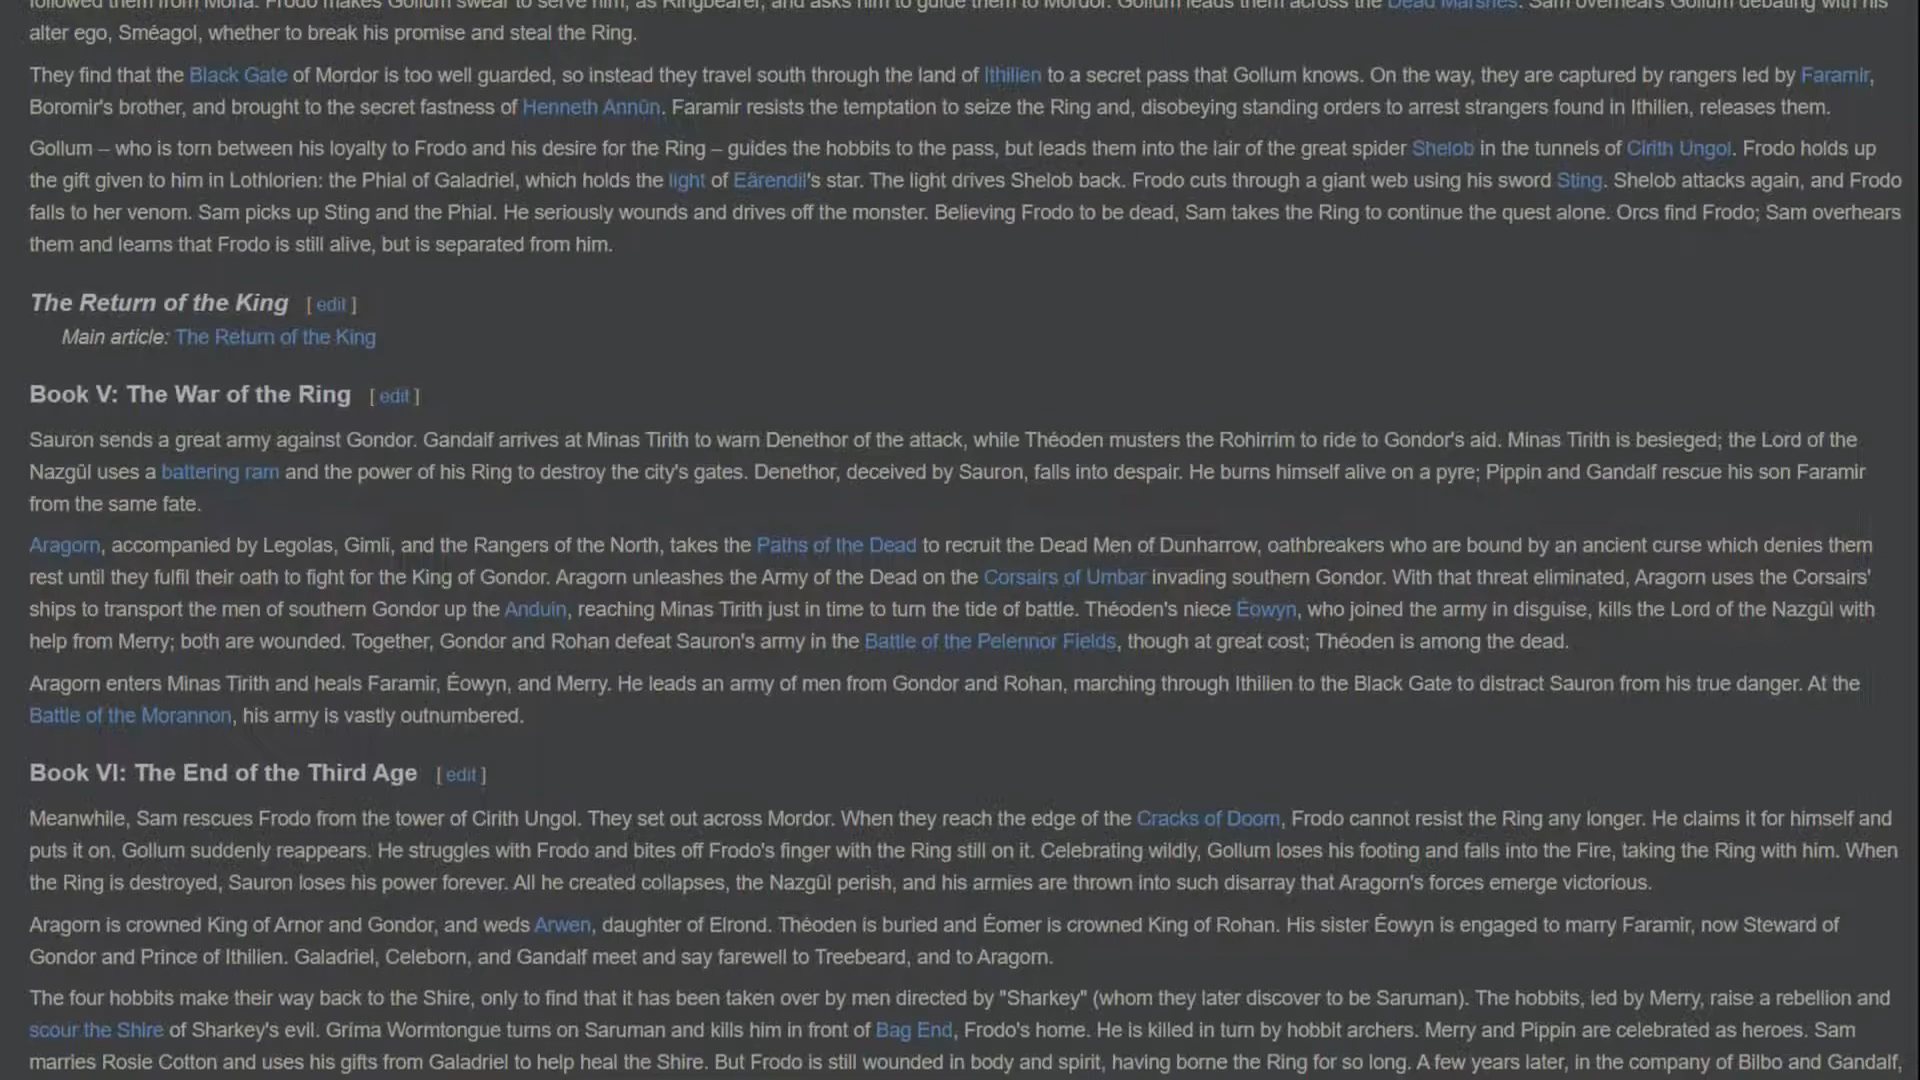 followed them from Moria. Frodo makes Gollum swear to serve him, as Ringbearer, and asks him to guide them to Mordor. Gollum leads them across the Dead Marshes. Sam overhears Gollum debating with his
alter ego, Sméagol, whether to break his promise and steal the Ring.
They find that the Black Gate of Mordor is too well guarded, so instead they travel south through the land of Ithilien to a secret pass that Gollum knows. On the way, they are captured by rangers led by Faramir,
Boromir's brother, and brought to the secret fastness of Henneth Annûn. Faramir resists the temptation to seize the Ring and, disobeying standing orders to arrest strangers found in Ithilien, releases them.
Gollum – who is torn between his loyalty to Frodo and his desire for the Ring – guides the hobbits to the pass, but leads them into the lair of the great spider Shelob in the tunnels of Cirith Ungol. Frodo holds up
the gift given to him in Lothlorien: the Phial of Galadriel, which holds the light of Eärendil's star. The light drives Shelob back. Frodo cuts through a giant web using his sword Sting. Shelob attacks again, and Frodo
falls to her venom. Sam picks up Sting and the Phial. He seriously wounds and drives off the monster. Believing Frodo to be dead, Sam takes the Ring to continue the quest alone. Orcs find Frodo; Sam overhears
them and learns that Frodo is still alive, but is separated from him.
The Return of the King [ edit ]
Main article: The Return of the King
Book V: The War of the Ring [ edit ]
Sauron sends a great army against Gondor. Gandalf arrives at Minas Tirith to warn Denethor of the attack, while Théoden musters the Rohirrim to ride to Gondor's aid. Minas Tirith is besieged; the Lord of the
Nazgûl uses a battering ram and the power of his Ring to destroy the city's gates. Denethor, deceived by Sauron, falls into despair. He burns himself alive on a pyre; Pippin and Gandalf rescue his son Faramir
from the same fate.
Aragorn, accompanied by Legolas, Gimli, and the Rangers of the North, takes the Paths of the Dead to recruit the Dead Men of Dunharrow, oathbreakers who are bound by an ancient curse which denies them
rest until they fulfil their oath to fight for the King of Gondor. Aragorn unleashes the Army of the Dead on the Corsairs of Umbar invading southern Gondor. With that threat eliminated, Aragorn uses the Corsairs'
ships to transport the men of southern Gondor up the Anduin, reaching Minas Tirith just in time to turn the tide of battle. Théoden's niece Éowyn, who joined the army in disguise, kills the Lord of the Nazgûl with
help from Merry; both are wounded. Together, Gondor and Rohan defeat Sauron's army in the Battle of the Pelennor Fields, though at great cost; Théoden is among the dead.
Aragorn enters Minas Tirith and heals Faramir, Éowyn, and Merry. He leads an army of men from Gondor and Rohan, marching through Ithilien to the Black Gate to distract Sauron from his true danger. At the
Battle of the Morannon, his army is vastly outnumbered.
Book VI: The End of the Third Age [ edit ]
Meanwhile, Sam rescues Frodo from the tower of Cirith Ungol. They set out across Mordor. When they reach the edge of the Cracks of Doom, Frodo cannot resist the Ring any longer. He claims it for himself and
puts it on. Gollum suddenly reappears. He struggles with Frodo and bites off Frodo's finger with the Ring still on it. Celebrating wildly, Gollum loses his footing and falls into the Fire, taking the Ring with him. When
the Ring is destroyed, Sauron loses his power forever. All he created collapses, the Nazgûl perish, and his armies are thrown into such disarray that Aragorn's forces emerge victorious.
Aragorn is crowned King of Arnor and Gondor, and weds Arwen, daughter of Elrond. Théoden is buried and Éomer is crowned King of Rohan. His sister Éowyn is engaged to marry Faramir, now Steward of
Gondor and Prince of Ithilien. Galadriel, Celeborn, and Gandalf meet and say farewell to Treebeard, and to Aragorn.
The four hobbits make their way back to the Shire, only to find that it has been taken over by men directed by "Sharkey" (whom they later discover to be Saruman). The hobbits, led by Merry, raise a rebellion and
scour the Shire of Sharkey's evil. Gríma Wormtongue turns on Saruman and kills him in front of Bag End, Frodo's home. He is killed in turn by hobbit archers. Merry and Pippin are celebrated as heroes. Sam
marries Rosie Cotton and uses his gifts from Galadriel to help heal the Shire. But Frodo is still wounded in body and spirit, having borne the Ring for so long. A few years later, in the company of Bilbo and Gandalf,